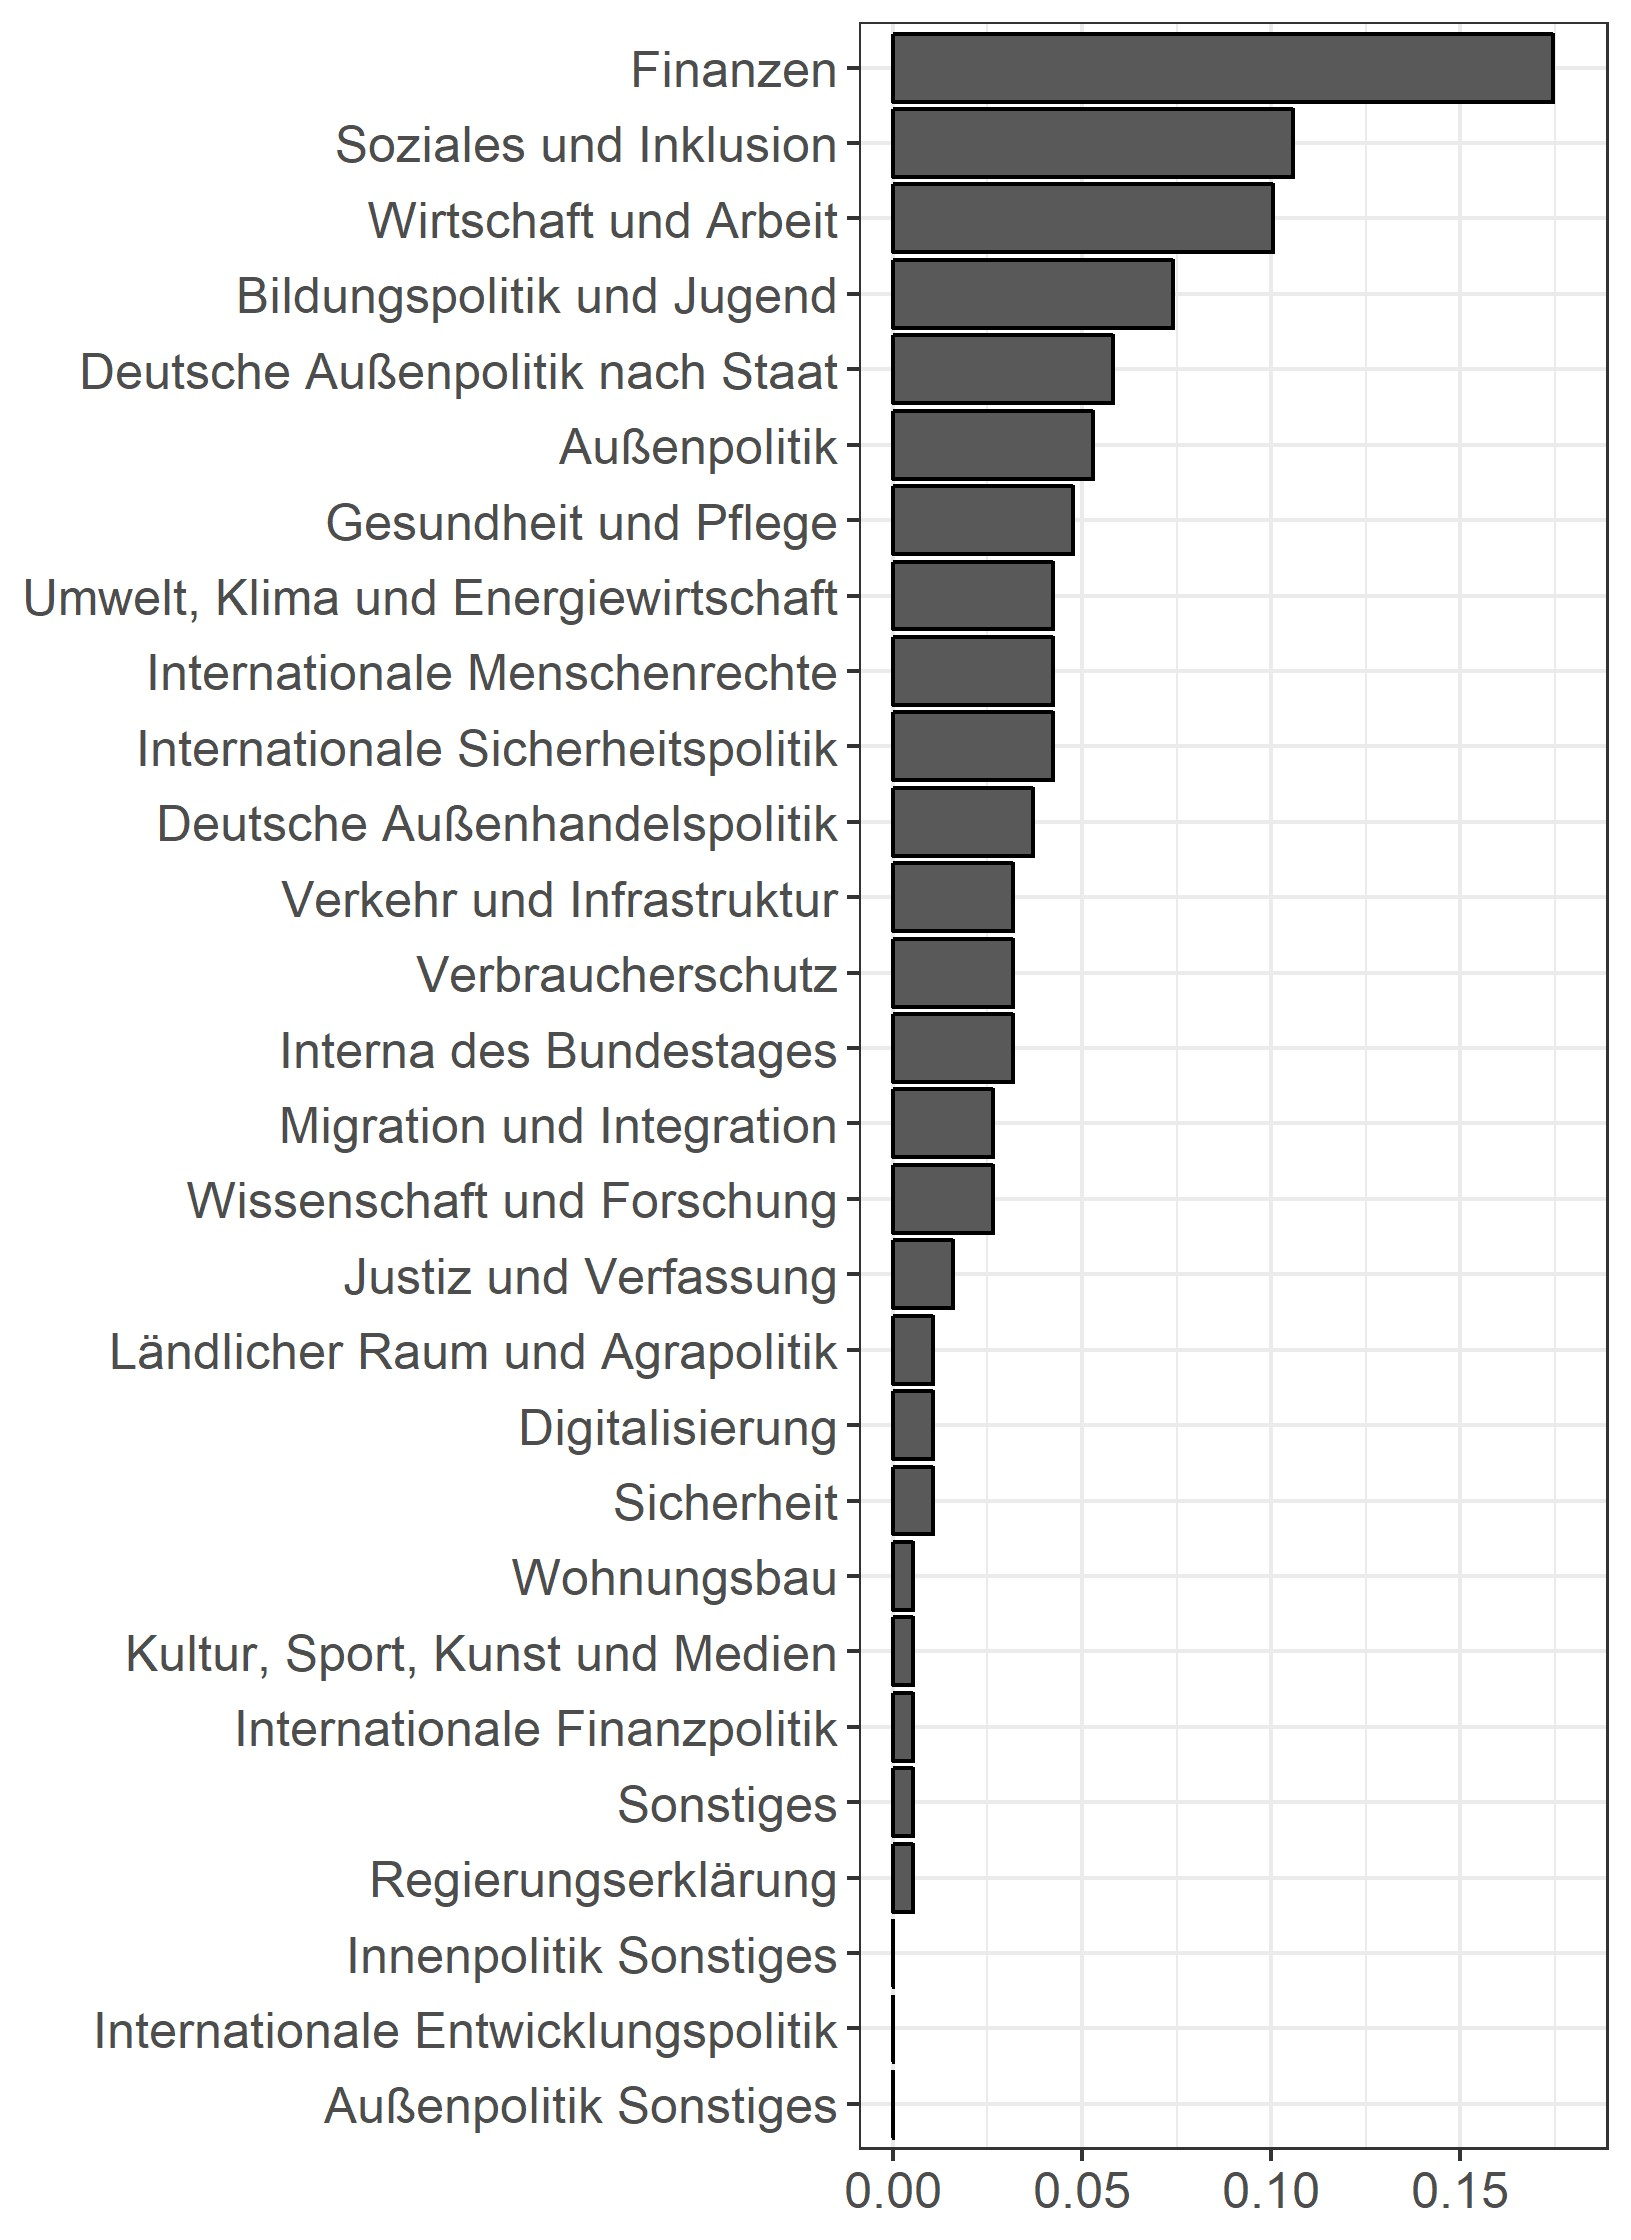 Finanzen
Soziales und Inklusion
Wirtschaft und Arbeit
Bildungspolitik und Jugend
Deutsche Außenpolitik nach Staat
Außenpolitik
Gesundheit und Pflege
Umwelt, Klima und Energiewirtschaft
Internationale Menschenrechte
Internationale Sicherheitspolitik
Deutsche Außenhandelspolitik
Verkehr und Infrastruktur
Verbraucherschutz
Interna des Bundestages
Migration und Integration
Wissenschaft und Forschung
Justiz und Verfassung
Ländlicher Raum und Agrapolitik
Digitalisierung
Sicherheit
Wohnungsbau
Kultur, Sport, Kunst und Medien
Internationale Finanzpolitik
Sonstiges
Regierungserklärung
Innenpolitik Sonstiges
Internationale Entwicklungspolitik
Außenpolitik Sonstiges
0.00 0.05 0.10 0.15